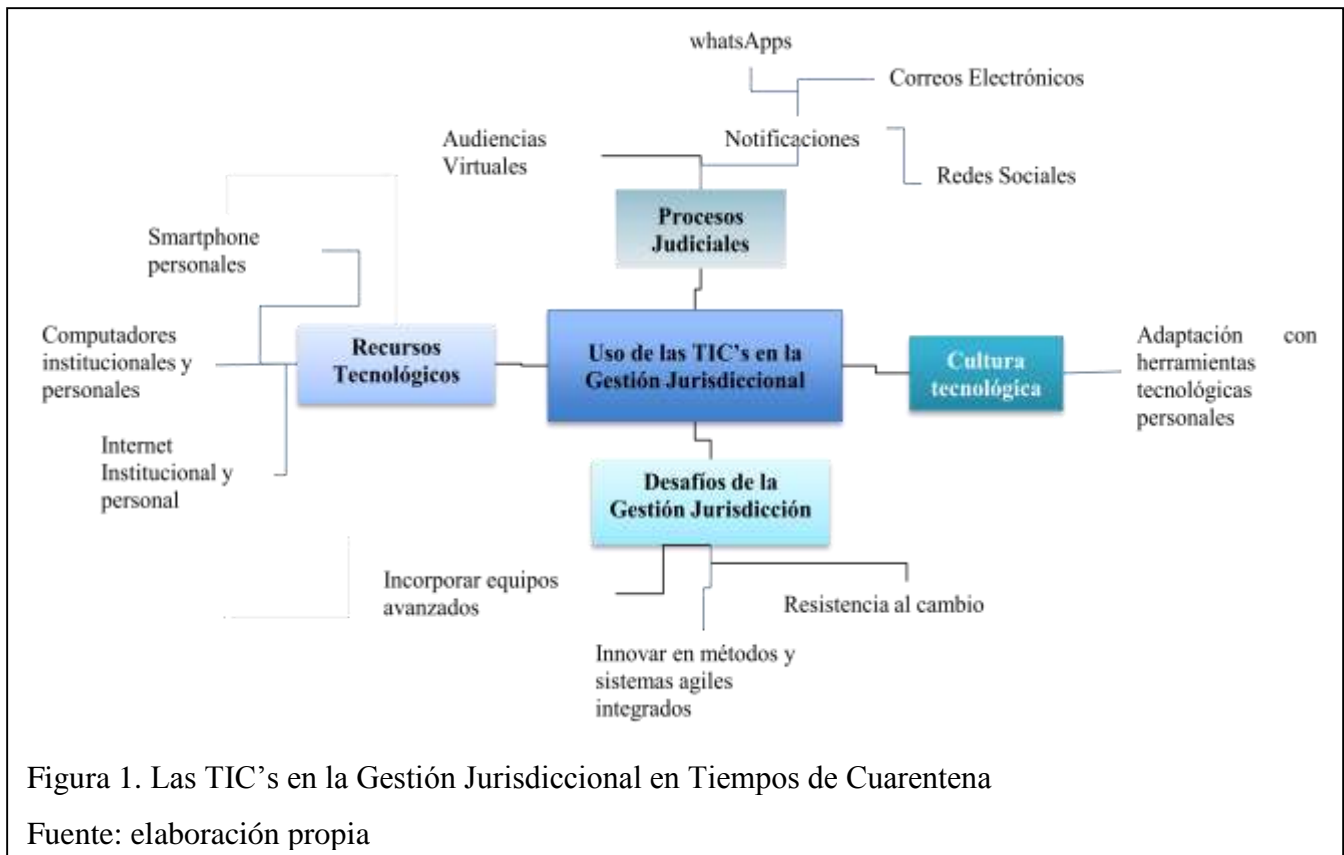 whatsApps
Correos Electrónicos
Audiencias
Virtuales
Notificaciones
Redes Sociales
Procesos
Judiciales
Smartphone
personales
Computadores
institucionales y
personales
Internet
Institucional y
personal
Recursos
Tecnológicos
Uso de las TIC’s en la
Gestión Jurisdiccional
Cultura
tecnológica
Adaptación con
herramientas
tecnológicas
personales
Desafíos de la
Gestión Jurisdicción
Incorporar equipos
avanzados
Resistencia al cambio
Innovar en métodos y
sistemas agiles
integrados
Figura 1. Las TIC’s en la Gestión Jurisdiccional en Tiempos de Cuarentena
Fuente: elaboración propia